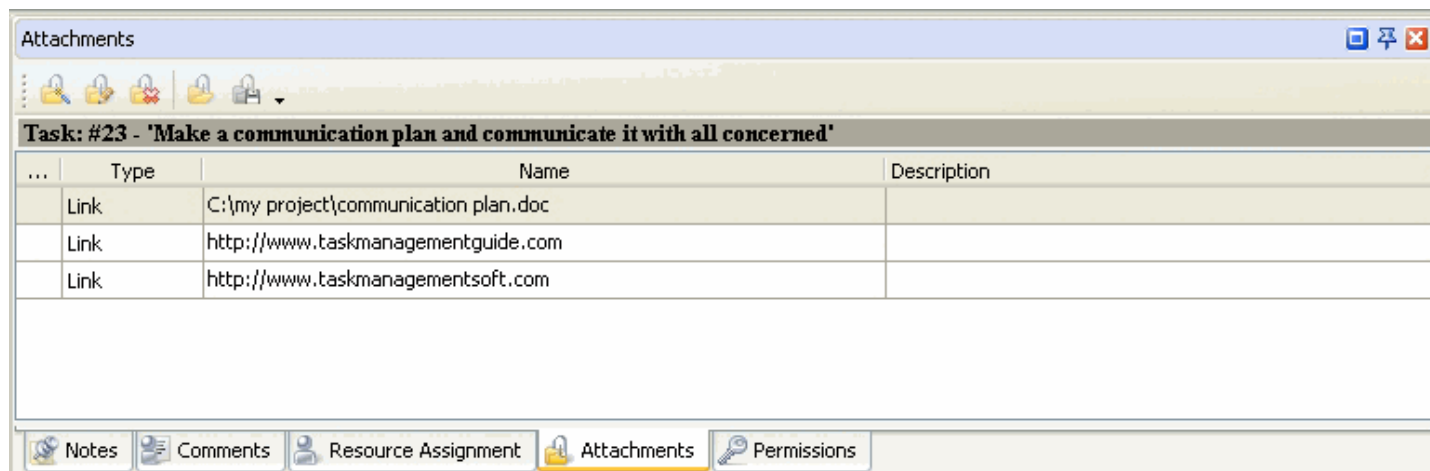 Attachments
Task: #23 - 'Make a communication plan and communicate it with all concerned'
... Type Name Description
Link C:\my project\communication plan.doc
Link http://www.taskmanagementguide.com
Link http://www.taskmanagementsoft.com
Notes Comments Resource Assignment Attachments Permissions